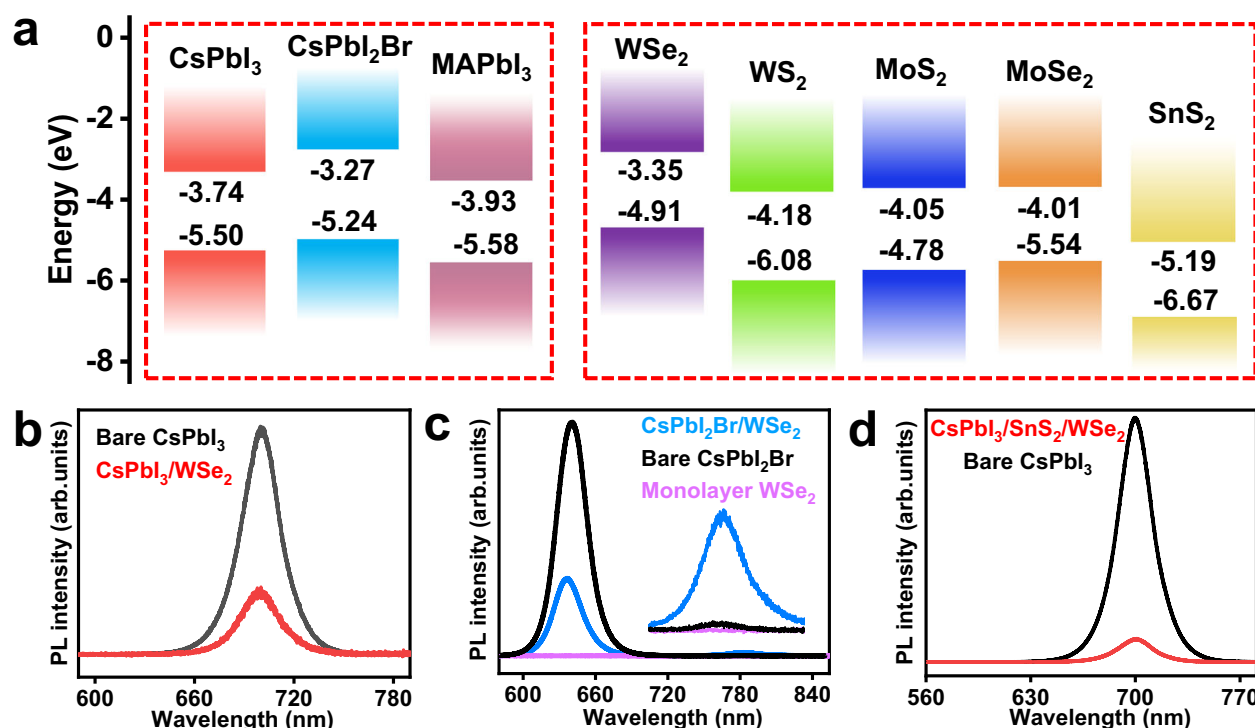 a
Energy (eV)
0
-2
-4
-6
-8
CsPbI3
CsPbI2Br
MAPbI3
WSe2
WS2
MoS2
MoSe2
SnS2
-3.74
-5.50
-3.27
-5.24
-3.93
-5.58
-3.35
-4.91
-4.18
-6.08
-4.05
-4.78
-4.01
-5.54
-5.19
-6.67
b
PL intensity (arb.units)
Bare CsPbI3
CsPbI3/WSe2
600 660 720 780
Wavelength (nm)
c
PL intensity (arb.units)
CsPbI2Br/WSe2
Bare CsPbI2Br
Monolayer WSe2
600 660 720 780 840
Wavelength (nm)
d
PL intensity (arb.units)
CsPbI3/SnS2/WSe2
Bare CsPbI3
560 630 700 770
Wavelength (nm)